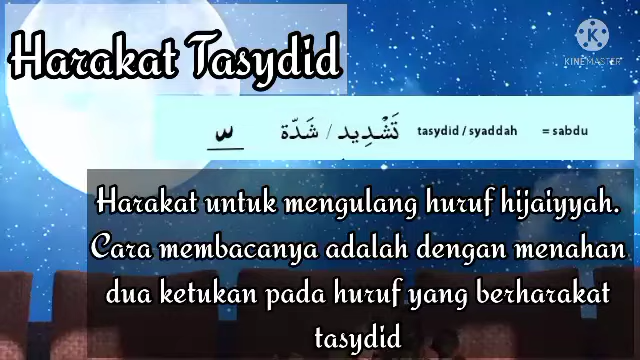 Harakat Tasydid
K
KINEMASTER
ــّـ تَشْدِيد / شَدّة tasydid / syaddah = sabdu
Harakat untuk mengulang huruf hijaiyyah.
Cara membacanya adalah dengan menahan
dua ketukan pada huruf yang berharakat
tasydid